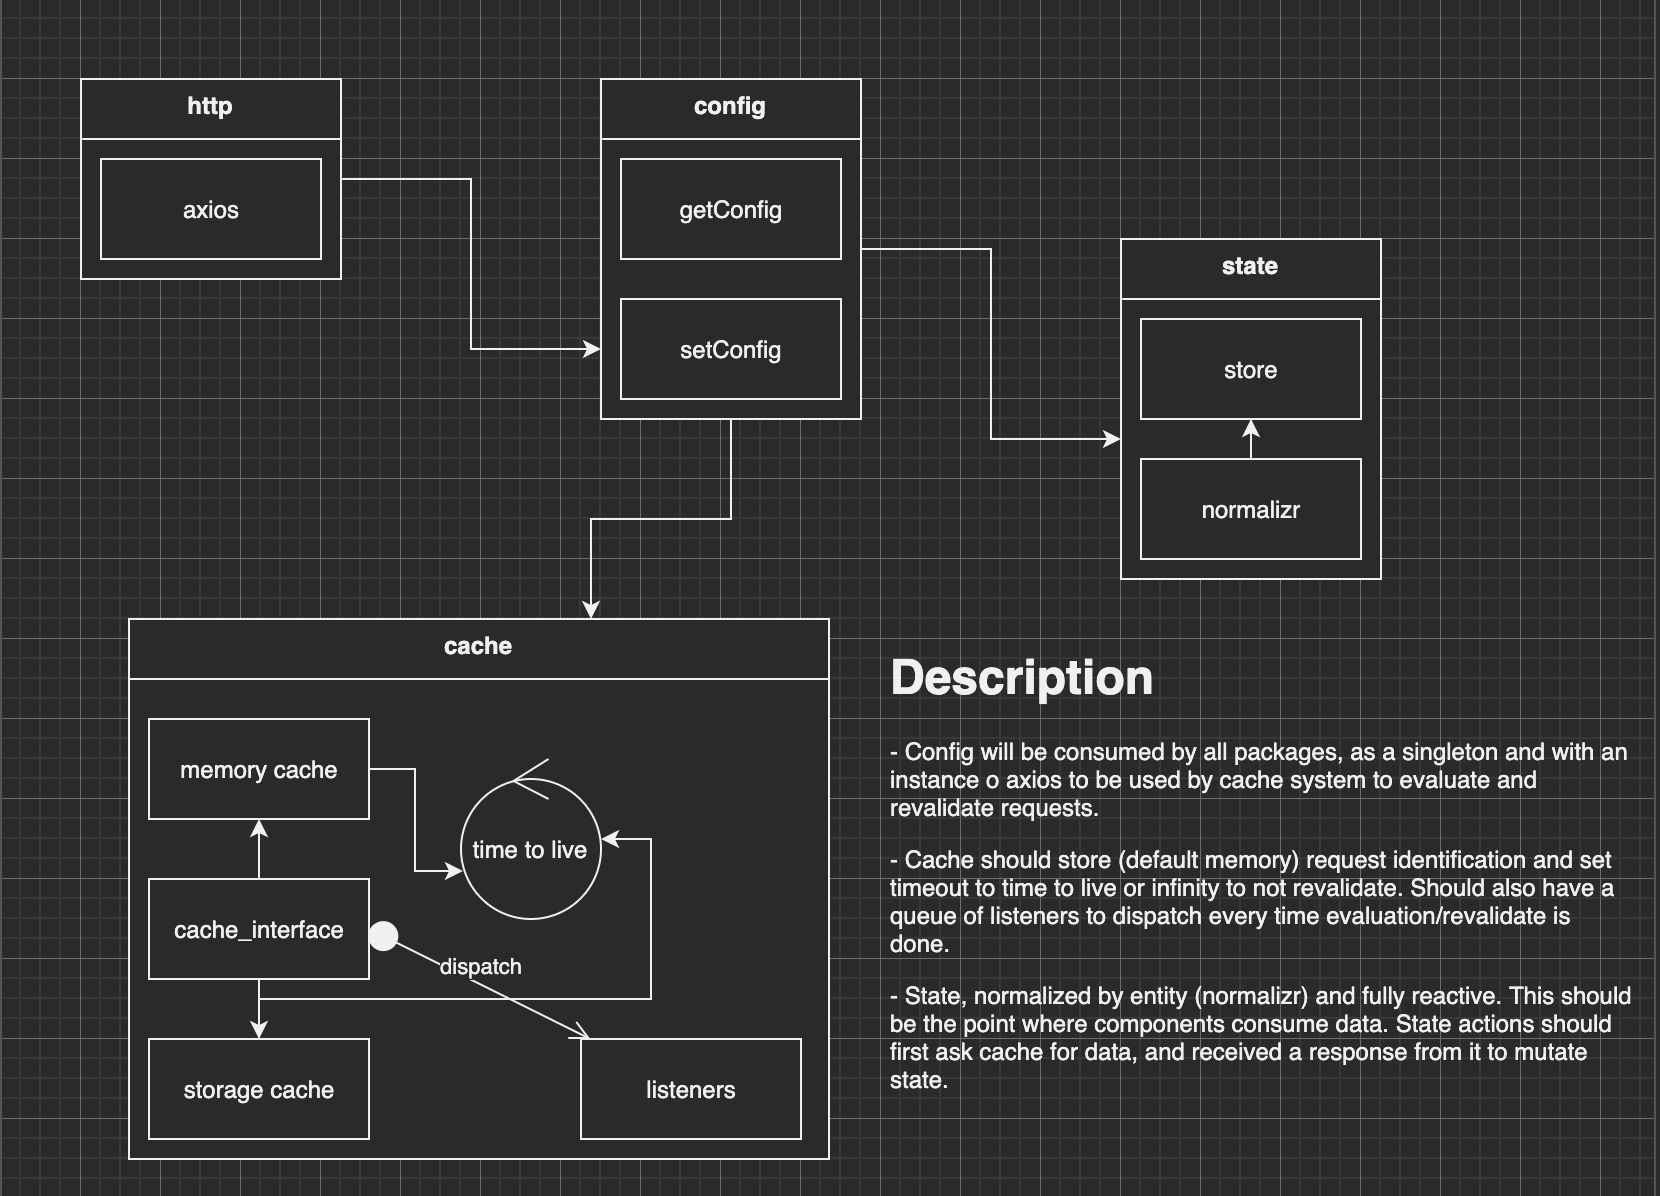 http
axios
config
getConfig
setConfig
state
store
normalizr
cache
memory cache
time to live
cache_interface
dispatch
storage cache
listeners
Description
- Config will be consumed by all packages, as a singleton and with an
instance o axios to be used by cache system to evaluate and
revalidate requests.
- Cache should store (default memory) request identification and set
timeout to time to live or infinity to not revalidate. Should also have a
queue of listeners to dispatch every time evaluation/revalidate is
done.
- State, normalized by entity (normalizr) and fully reactive. This should
be the point where components consume data. State actions should
first ask cache for data, and received a response from it to mutate
state.